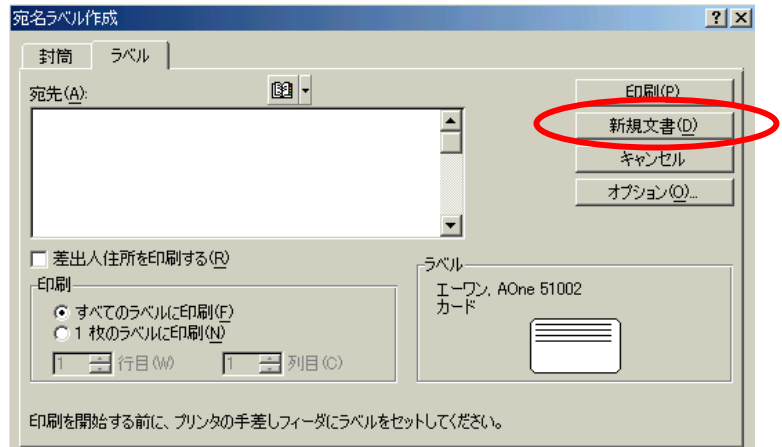 宛名ラベル作成
封筒
ラベル
宛先(A):
印刷(P)
新規文書(D)
キャンセル
オプション(O)...
差出人住所を印刷する(R)
印刷
すべてのラベルに印刷(F)
1 枚のラベルに印刷(N)
1 行目(W) 1 列目(C)
ラベル
エーワン, AOne 51002
カード
印刷を開始する前に、プリンタの手差しフィーダにラベルをセットしてください。